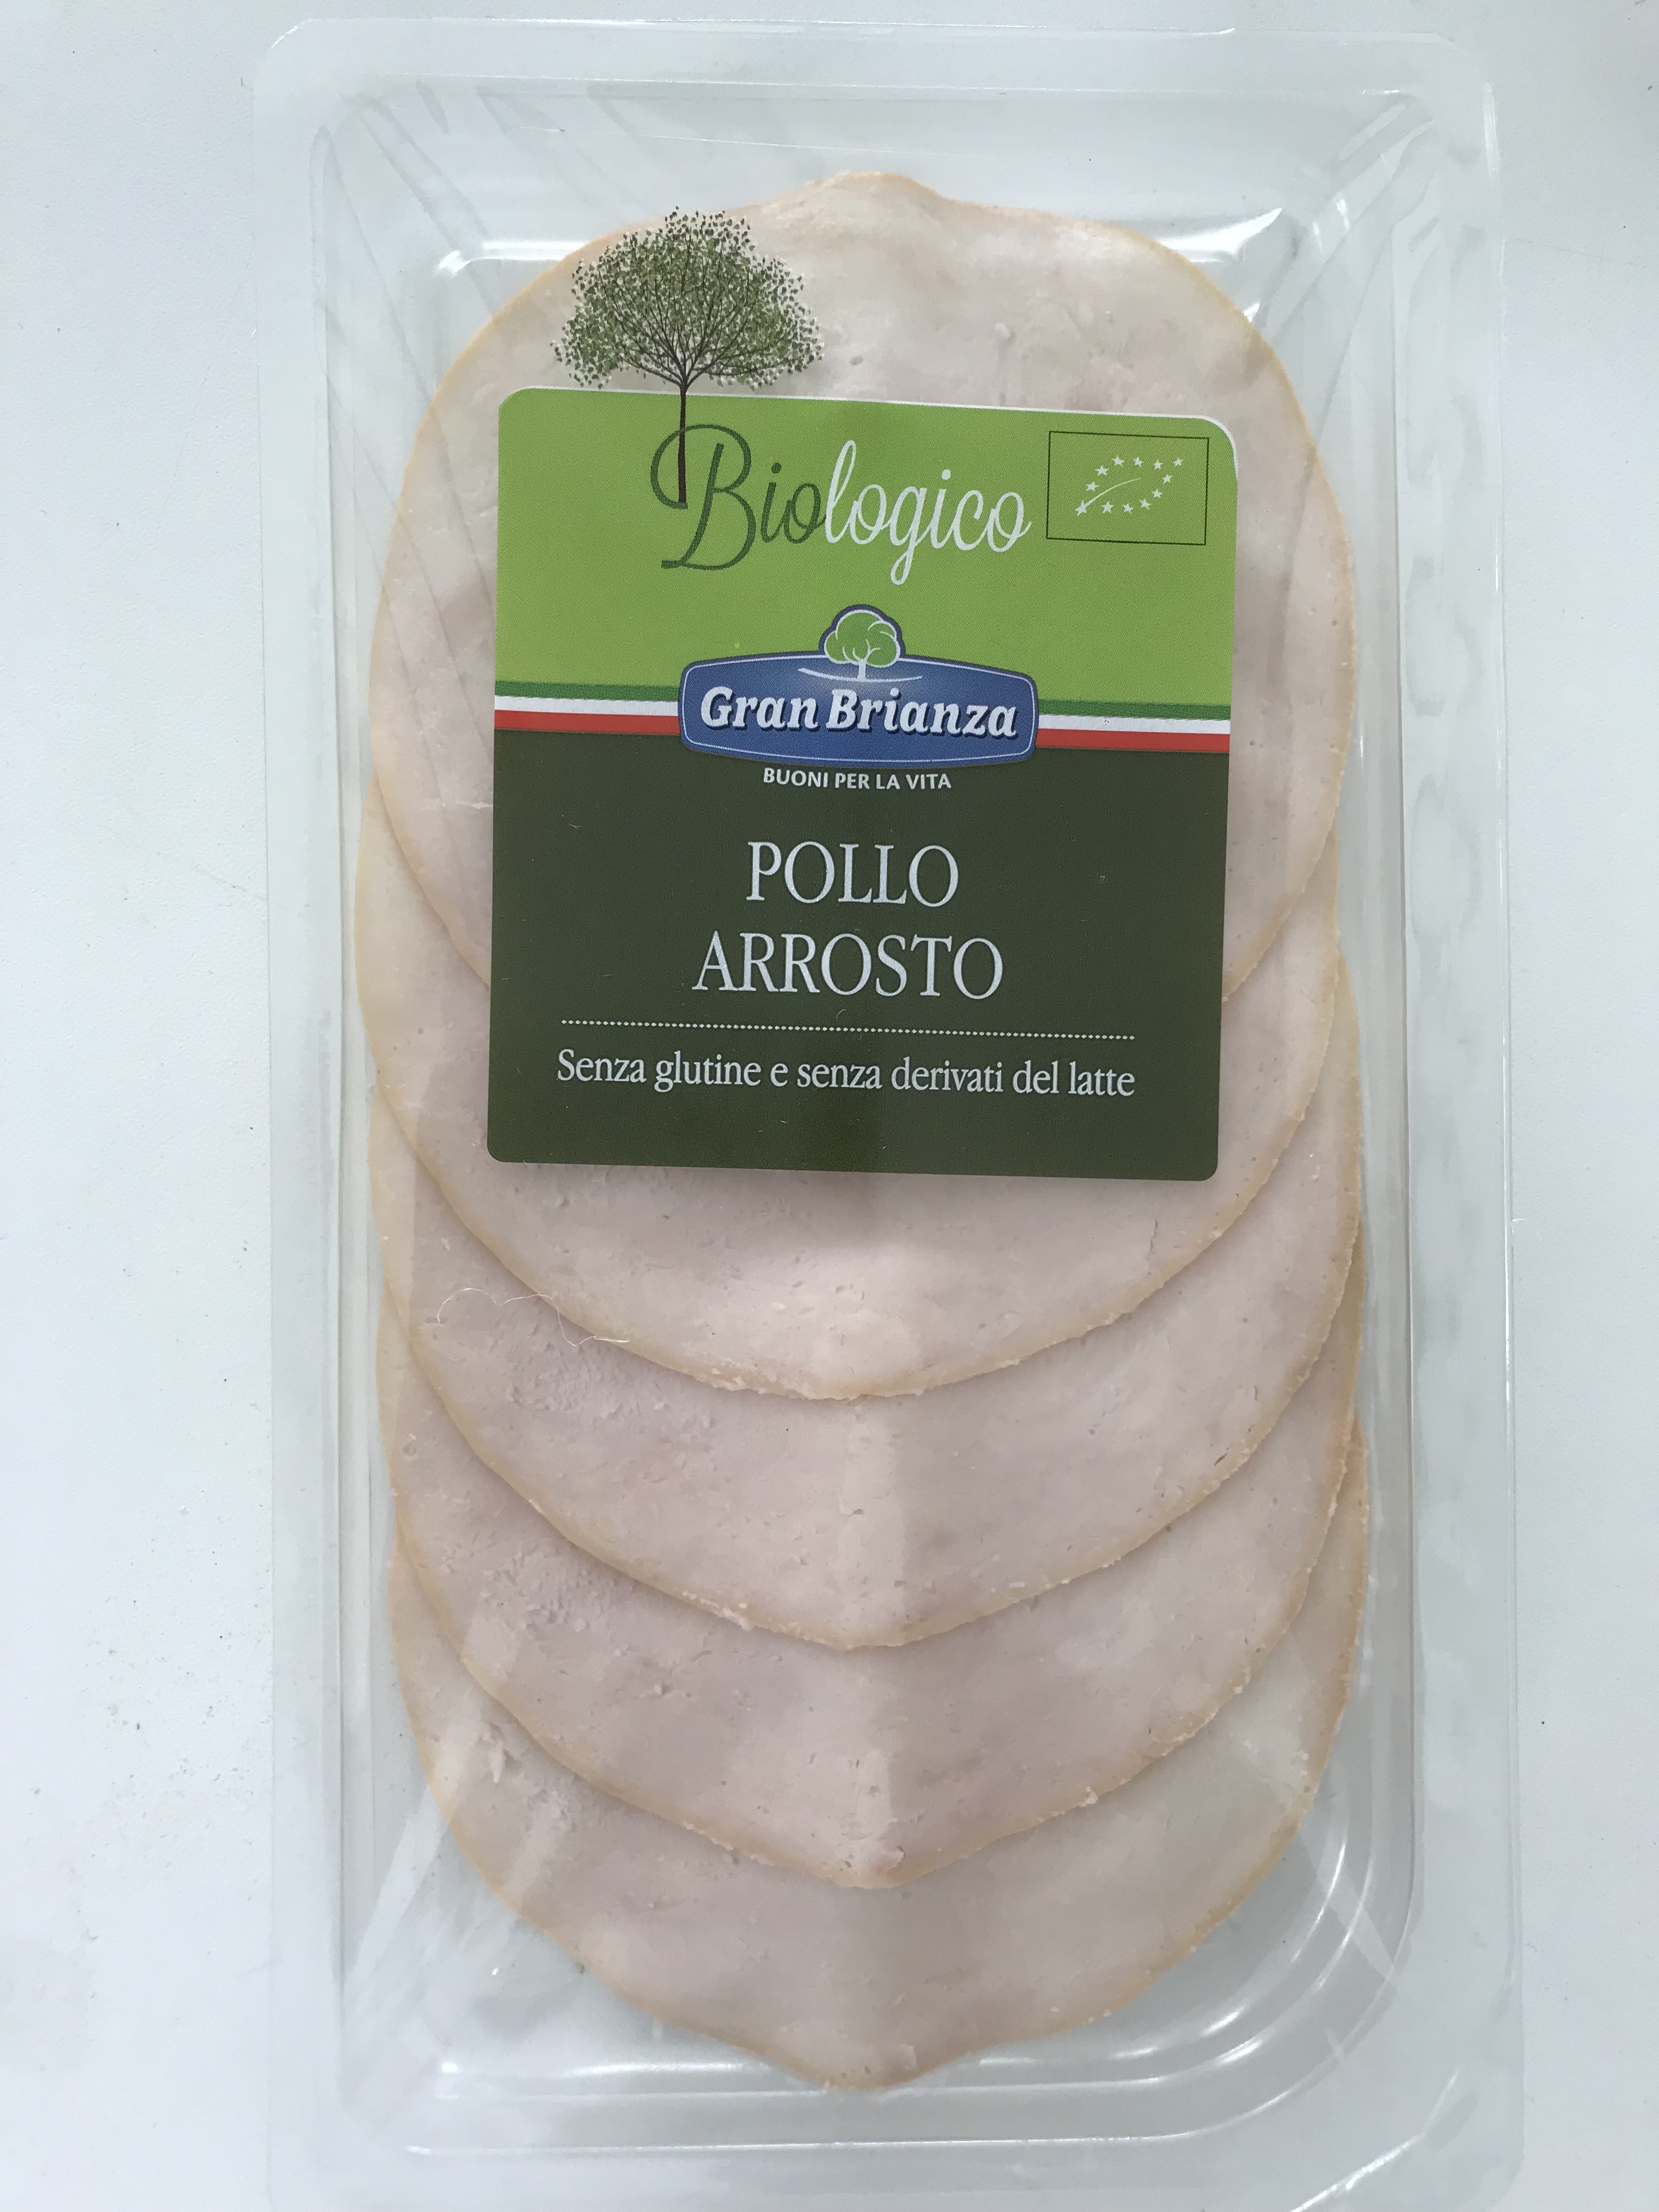 Biologico
Gran Brianza
BUONI PER LA VITA
POLLO
ARROSTO
Senza glutine e senza derivati del latte